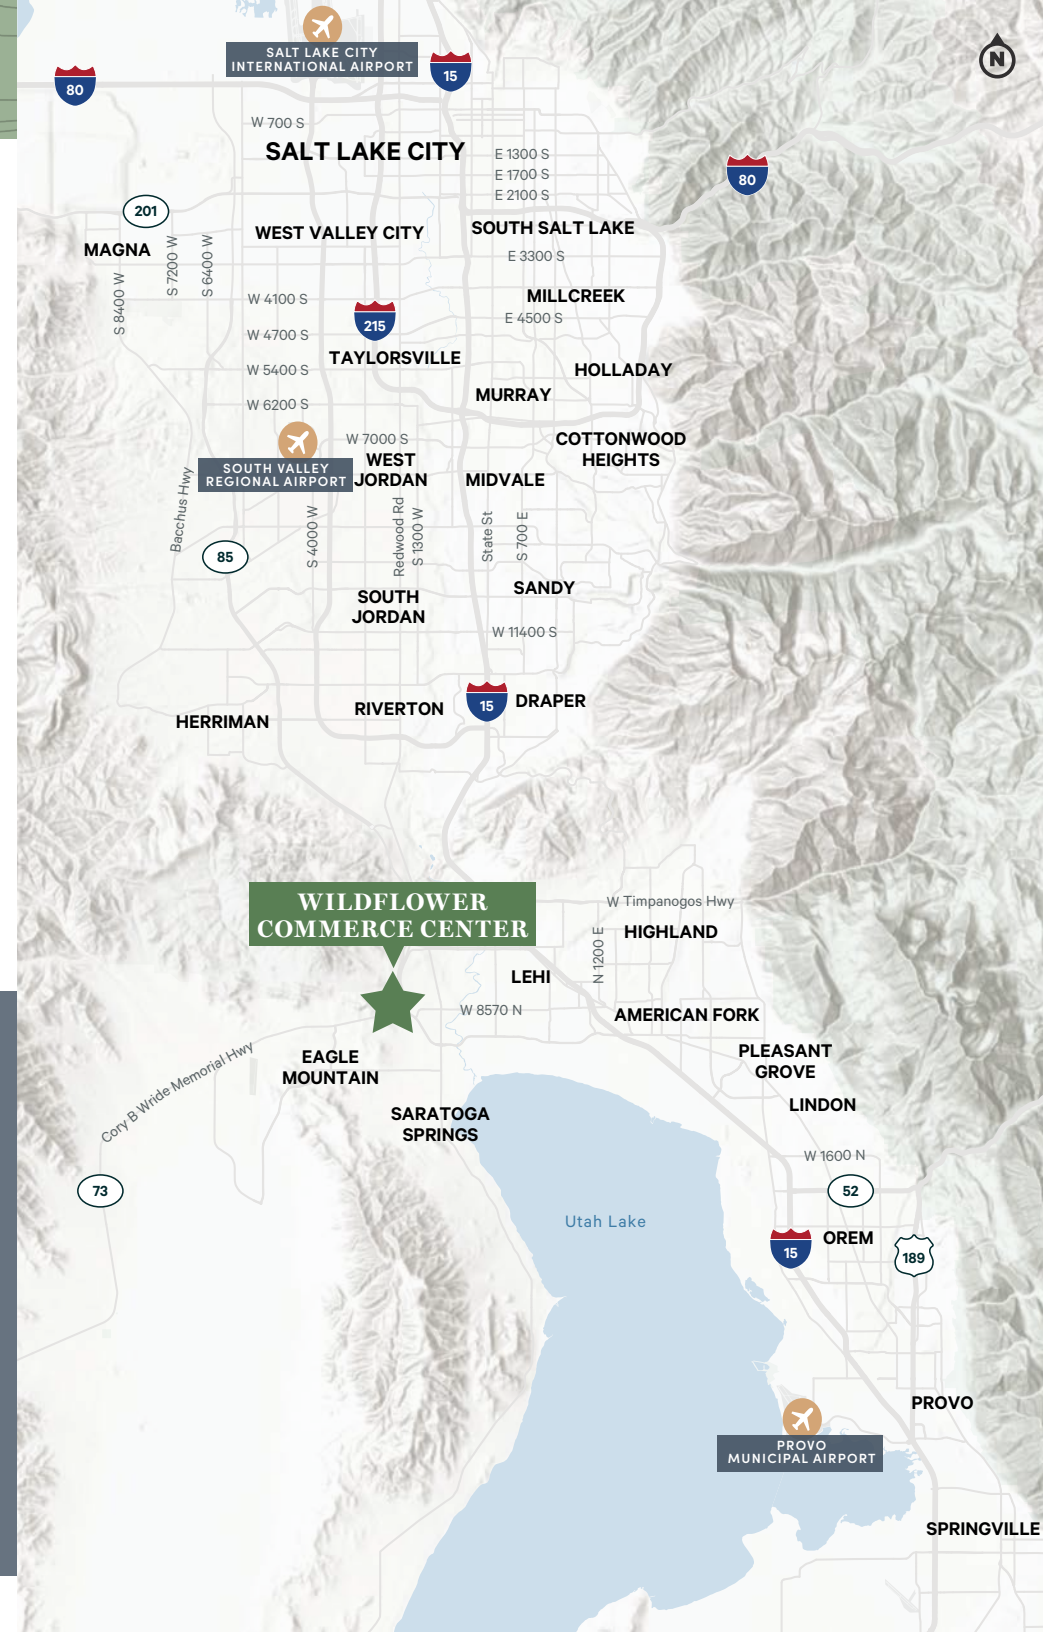 SALT LAKE CITY
INTERNATIONAL AIRPORT
15
N
80
W 700 S
SALT LAKE CITY
E 1300 S
E 1700 S
80
E 2100 S
201
SOUTH SALT LAKE
WEST VALLEY CITY
MAGNA
E 3300 S
S 7200 W
S 6400 W
S 8400 W
MILLCREEK
W 4100 S
E 4500 S
215
W 4700 S
TAYLORSVILLE
HOLLADAY
W 5400 S
MURRAY
W 6200 S
W 7000 S
COTTONWOOD
HEIGHTS
WEST
JORDAN
SOUTH VALLEY
REGIONAL AIRPORT
MIDVALE
Bacchus Hwy
S 4000 W
Redwood Rd
S 1300 W
State St
S 700 E
85
SANDY
SOUTH
JORDAN
W 11400 S
15
DRAPER
RIVERTON
HERRIMAN
WILDFLOWER
COMMERCE CENTER
W Timpanogos Hwy
HIGHLAND
N 1200 E
LEHI
W 8570 N
AMERICAN FORK
EAGLE
MOUNTAIN
PLEASANT
GROVE
Cory B Wride Memorial Hwy
LINDON
SARATOGA
SPRINGS
W 1600 N
73
52
Utah Lake
OREM
15
189
PROVO
PROVO
MUNICIPAL AIRPORT
SPRINGVILLE